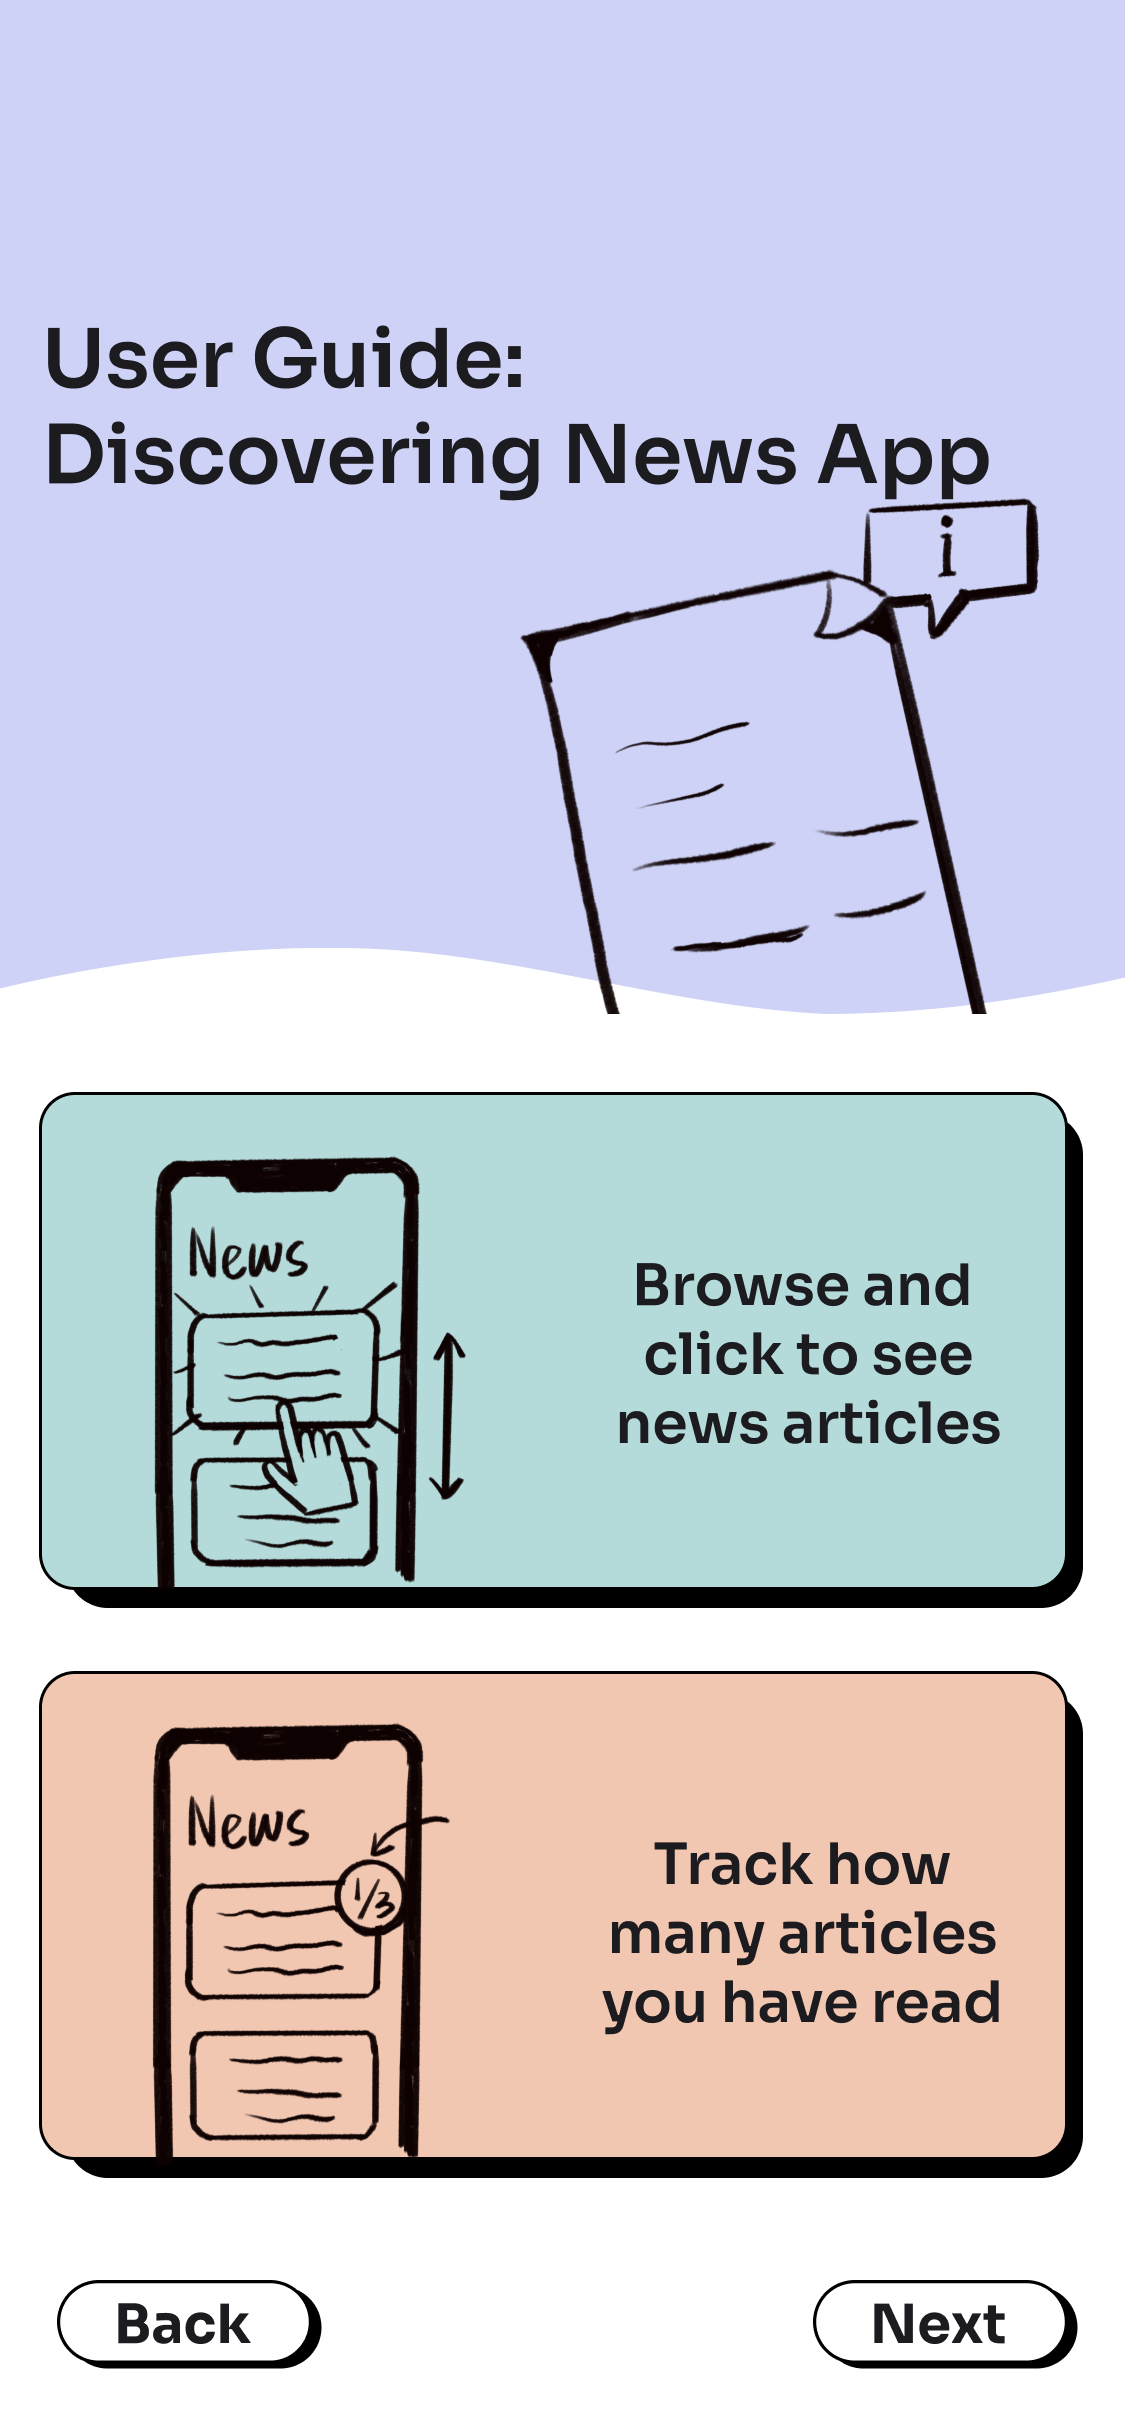 User Guide:
Discovering News App
i
News
Browse and
click to see
news articles
News
1/3
Track how
many articles
you have read
Back
Next